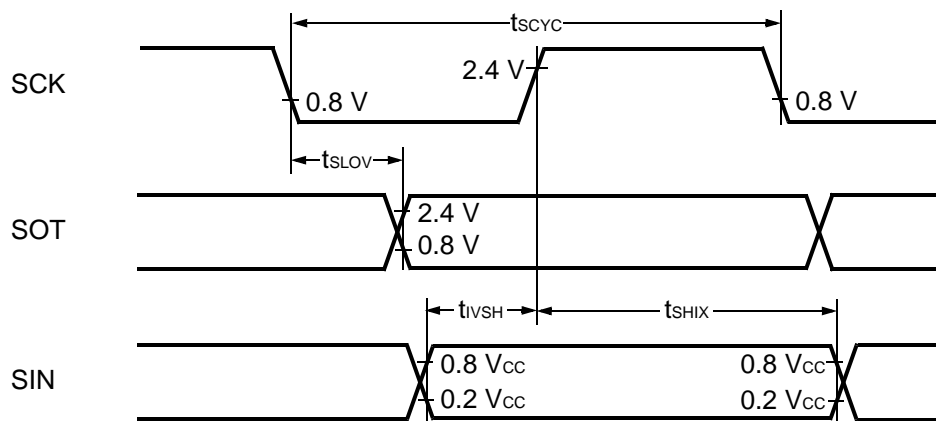 tSCYC
SCK
2.4 V
0.8 V
0.8 V
tSLOV
SOT
2.4 V
0.8 V
tIVSH
tSHIX
SIN
0.8 VCC
0.8 VCC
0.2 VCC
0.2 VCC